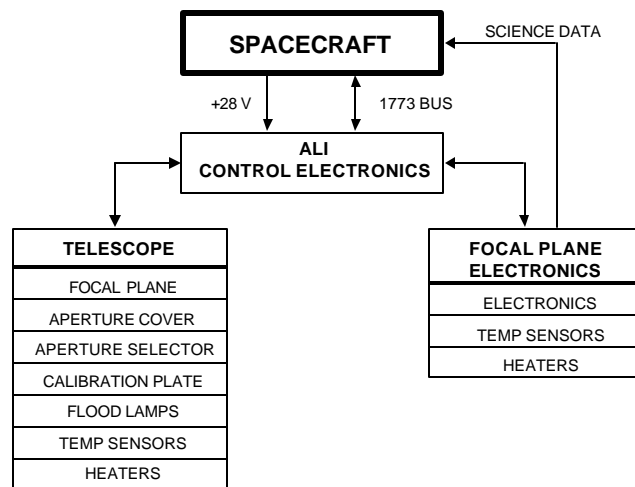 SPACECRAFT
SCIENCE DATA
+28 V
1773 BUS
ALI
CONTROL ELECTRONICS
TELESCOPE
FOCAL PLANE
APERTURE COVER
APERTURE SELECTOR
CALIBRATION PLATE
FLOOD LAMPS
TEMP SENSORS
HEATERS
FOCAL PLANE
ELECTRONICS
ELECTRONICS
TEMP SENSORS
HEATERS